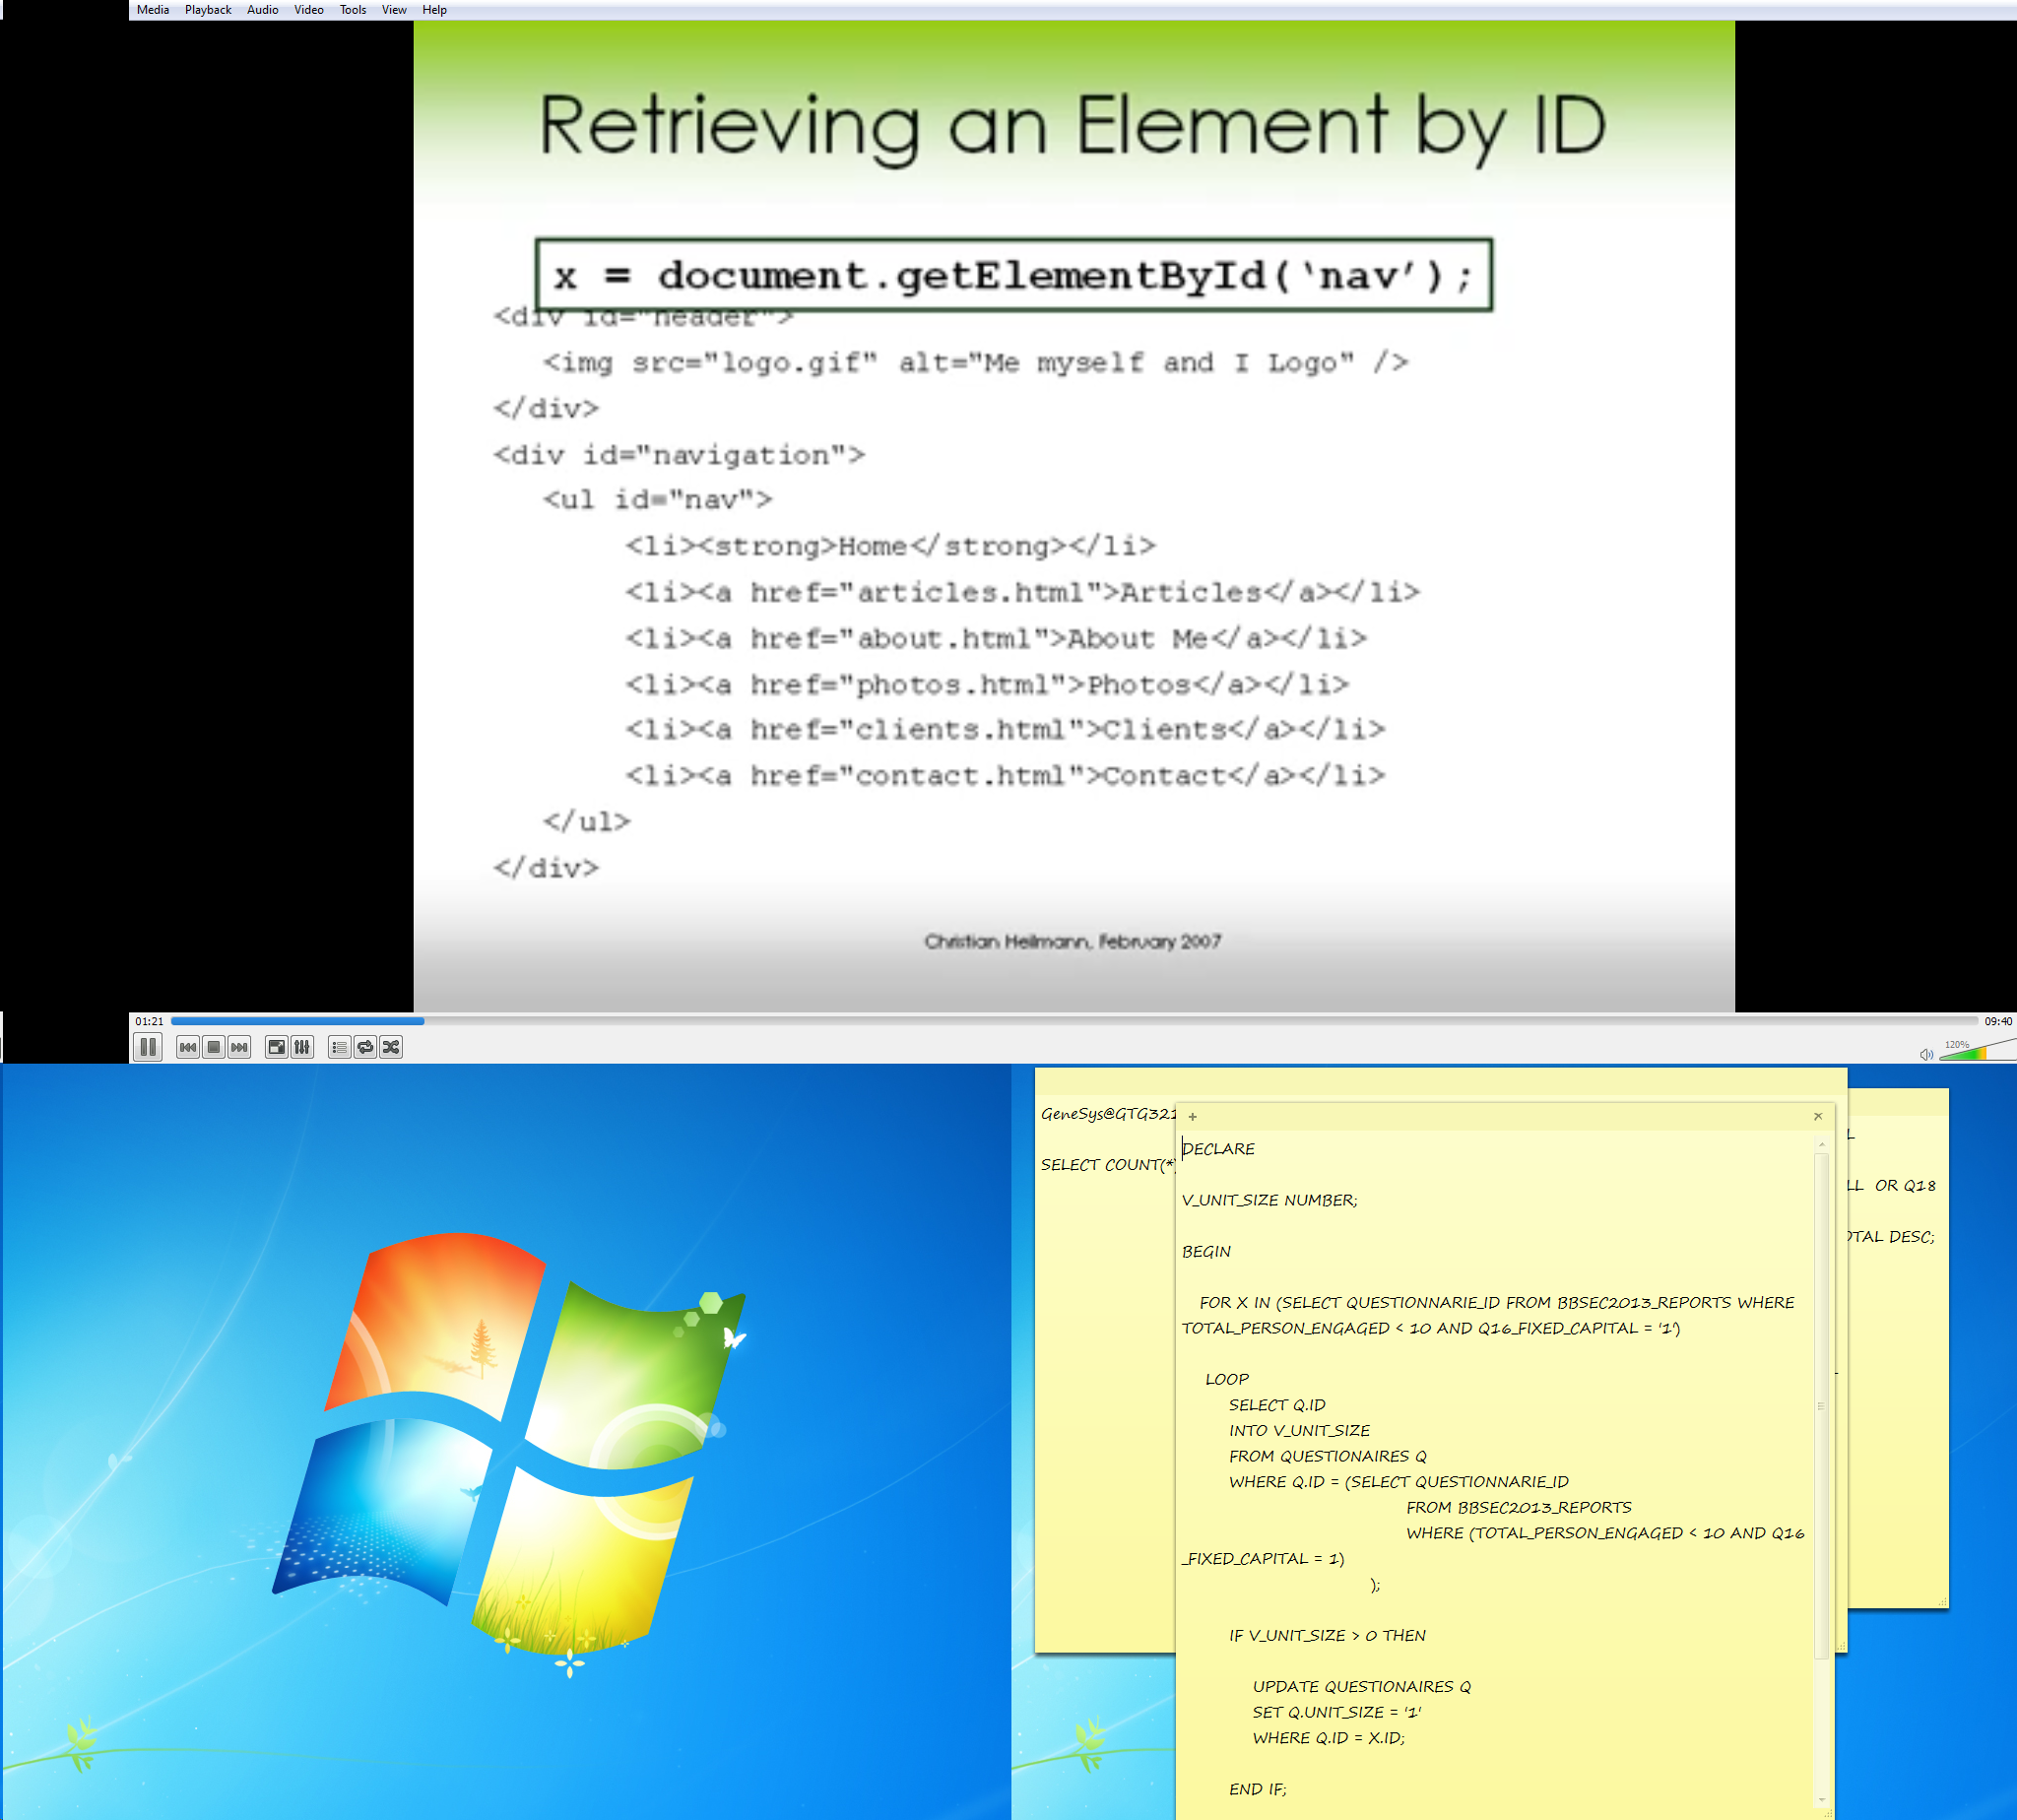 Media Playback Audio Video Tools View Help
Retrieving an Element by ID
x = document.getElementById(‘nav’);
<div id="header">
<img src="logo.gif" alt="Me myself and I Logo" />
</div>
<div id="navigation">
<ul id="nav">
<li><strong>Home</strong></li>
<li><a href="articles.html">Articles</a></li>
<li><a href="about.html">About Me</a></li>
<li><a href="photos.html">Photos</a></li>
<li><a href="clients.html">Clients</a></li>
<li><a href="contact.html">Contact</a></li>
</ul>
</div>
Christian Heilmann, February 2007
01:21
09:40
120%
GeneSys@GTG321
SELECT COUNT(*)
L
LL OR Q18
OTAL DESC;
DECLARE
V_UNIT_SIZE NUMBER;
BEGIN
FOR X IN (SELECT QUESTIONNARIE_ID FROM BBSEC2013_REPORTS WHERE
TOTAL_PERSON_ENGAGED < 10 AND Q16_FIXED_CAPITAL = '1')
LOOP
SELECT Q.ID
INTO V_UNIT_SIZE
FROM QUESTIONAIRES Q
WHERE Q.ID = (SELECT QUESTIONNARIE_ID
FROM BBSEC2013_REPORTS
WHERE (TOTAL_PERSON_ENGAGED < 10 AND Q16
_FIXED_CAPITAL = 1)
);
IF V_UNIT_SIZE > 0 THEN
UPDATE QUESTIONAIRES Q
SET Q.UNIT_SIZE = '1'
WHERE Q.ID = X.ID;
END IF;